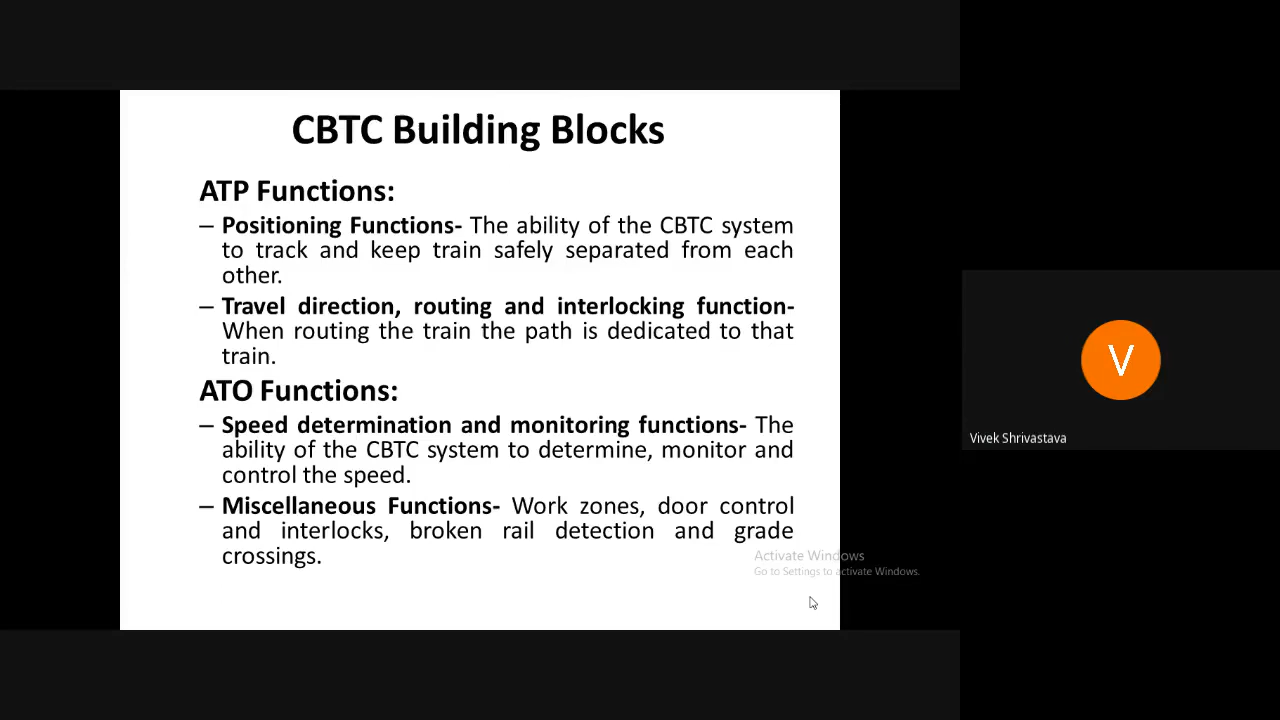 CBTC Building Blocks
ATP Functions:
– Positioning Functions- The ability of the CBTC system
to track and keep train safely separated from each
other.
– Travel direction, routing and interlocking function-
When routing the train the path is dedicated to that
train.
ATO Functions:
– Speed determination and monitoring functions- The
ability of the CBTC system to determine, monitor and
control the speed.
– Miscellaneous Functions- Work zones, door control
and interlocks, broken rail detection and grade
crossings.
Activate Windows
Go to Settings to activate Windows.
V
Vivek Shrivastava